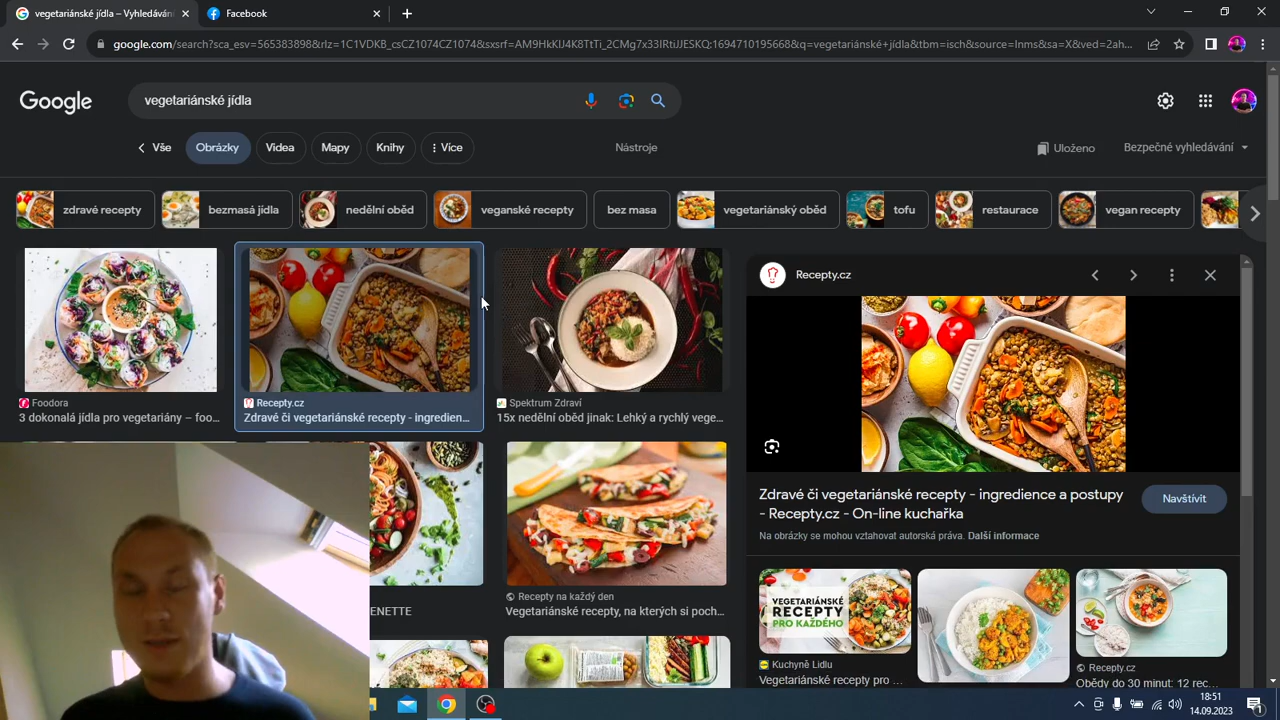 vegetariánské jídla – Vyhledáván
Facebook
google.com/search?sca_esv=565383898&rlz=1C1VDKB_csCZ1074CZ1074&sxsrf=AM9HkKlJ4K8TtTi_2CMg7x33IRtiJJESKQ:1694710195668&q=vegetariánské+jídla&tbm=isch&source=lnms&sa=X&ved=2ah...
Google
vegetariánské jídla
Vše
Obrázky
Videa
Mapy
Knihy
Více
Nástroje
Uloženo
Bezpečné vyhledávání
zdravé recepty
bezmasá jídla
nedělní oběd
veganské recepty
bez masa
vegetariánský oběd
tofu
restaurace
vegan recepty
Foodora
3 dokonalá jídla pro vegetariány – foo...
Recepty.cz
Zdravé či vegetariánské recepty - ingredien...
Spektrum Zdraví
15x nedělní oběd jinak: Lehký a rychlý vege...
ENETTE
Recepty na každý den
Vegetariánské recepty, na kterých si poch...
Recepty.cz
Zdravé či vegetariánské recepty - ingredience a postupy
- Recepty.cz - On-line kuchařka
Navštívit
Na obrázky se mohou vztahovat autorská práva. Další informace
VEGETARIÁNSKÉ
RECEPTY
PRO KAŽDÉHO
Kuchyně Lidlu
Vegetariánské recepty pro ...
Recepty.cz
Obědy do 30 minut: 12 rec...
18:51
14.09.2023
1